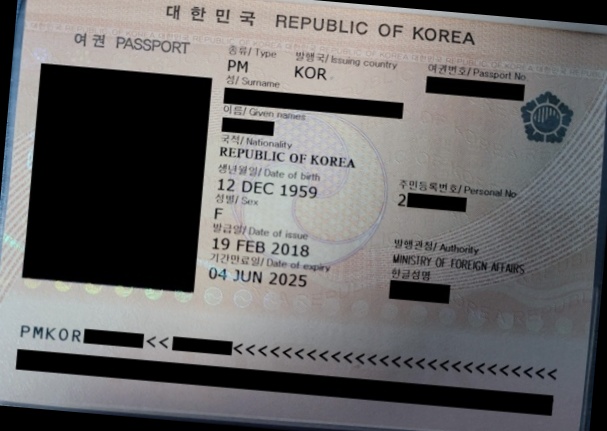 대한민국 REPUBLIC OF KOREA
여권 PASSPORT
종류/ Type 발행국/ Issuing country 여권번호/ Passport No
PM KOR
성/ Surname
이름/ Given names
국적/ Nationality
REPUBLIC OF KOREA
생년월일/ Date of birth 주민등록번호/ Personal No
12 DEC 1959 2
성별/ Sex
F
발급일/ Date of issue 발행관청/ Authority
19 FEB 2018 MINISTRY OF FOREIGN AFFAIRS
기간만료일/ Date of expiry 한글성명
04 JUN 2025
PMKOR << <<<<<<<<<<<<<<<<<<<<<<<<<<<<